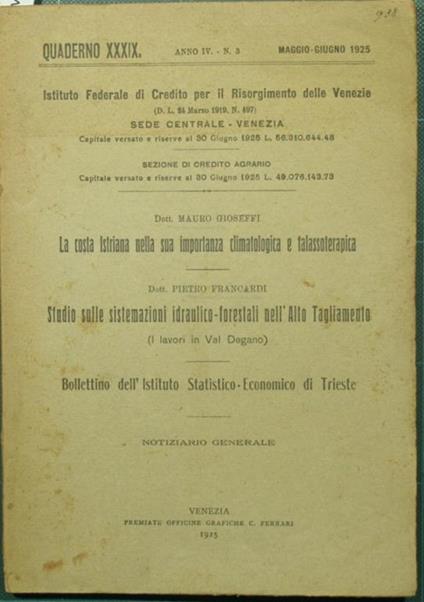 938
QUADERNO XXXIX. ANNO IV. - N. 3 MAGGIO-GIUGNO 1925
Istituto Federale di Credito per il Risorgimento delle Venezie
(D. L. 24 Marzo 1919, N. 497)
SEDE CENTRALE - VENEZIA
Capitale versato e riserve al 30 Giugno 1925 L. 56.310.644.48
SEZIONE DI CREDITO AGRARIO
Capitale versato e riserve al 30 Giugno 1925 L. 49.076.143.73
Dott. MAURO GIOSEFFI
La costa Istriana nella sua importanza climatologica e talassoterapica
Dott. PIETRO FRANCARDI
Studio sulle sistemazioni idraulico-forestali nell'Alto Tagliamento
(I lavori in Val Degano)
Bollettino dell'Istituto Statistico-Economico di Trieste
NOTIZIARIO GENERALE
VENEZIA
PREMIATE OFFICINE GRAFICHE C. FERRARI
1925